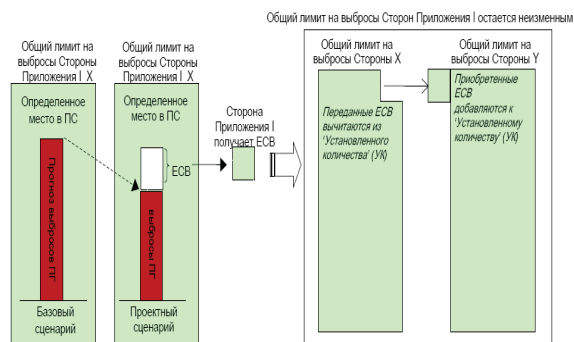 Общий лимит на выбросы Сторон Приложения I остается неизменным
Общий лимит на
выбросы Стороны
Приложения I X
Определенное
место в ПС
Прогноз выбросов ПГ
Базовый
сценарий
Общий лимит на
выбросы Стороны
Приложения I X
Определенное
место в ПС
ЕСВ
выбросы ПГ
Проектный
сценарий
Сторона
Приложения I
получает ЕСВ
Общий лимит на
выбросы Стороны X
Переданные ЕСВ
вычитаются из
‘Установленного
количества’ (УК)
Общий лимит на
выбросы Стороны Y
Приобретенные
ЕСВ
добавляются к
‘Установленному
количеству’ (УК)